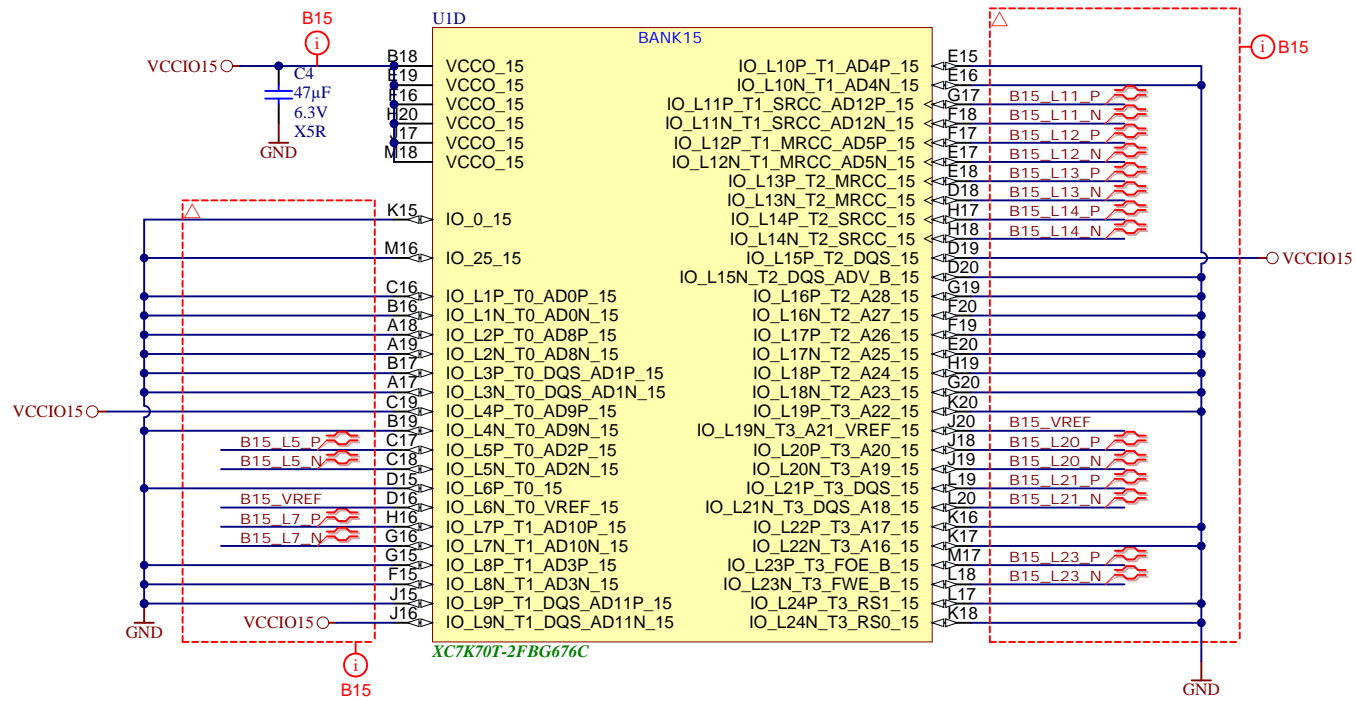 B15
U1D
BANK15
VCCIO15
C4
47µF
6.3V
X5R
GND
B18 VCCO_15
E19 VCCO_15
F16 VCCO_15
H20 VCCO_15
J17 VCCO_15
M18 VCCO_15
K15 IO_0_15
M16 IO_25_15
C16 IO_L1P_T0_AD0P_15
B16 IO_L1N_T0_AD0N_15
A18 IO_L2P_T0_AD8P_15
A19 IO_L2N_T0_AD8N_15
B17 IO_L3P_T0_DQS_AD1P_15
A17 IO_L3N_T0_DQS_AD1N_15
VCCIO15 C19 IO_L4P_T0_AD9P_15
B19 IO_L4N_T0_AD9N_15
B15_L5_P C17 IO_L5P_T0_AD2P_15
B15_L5_N C18 IO_L5N_T0_AD2N_15
D15 IO_L6P_T0_15
B15_VREF D16 IO_L6N_T0_VREF_15
B15_L7_P H16 IO_L7P_T1_AD10P_15
B15_L7_N G16 IO_L7N_T1_AD10N_15
G15 IO_L8P_T1_AD3P_15
F15 IO_L8N_T1_AD3N_15
J15 IO_L9P_T1_DQS_AD11P_15
VCCIO15 J16 IO_L9N_T1_DQS_AD11N_15
GND
i
B15
XC7K70T-2FBG676C
IO_L10P_T1_AD4P_15 E15
IO_L10N_T1_AD4N_15 E16
IO_L11P_T1_SRCC_AD12P_15 G17 B15_L11_P
IO_L11N_T1_SRCC_AD12N_15 F18 B15_L11_N
IO_L12P_T1_MRCC_AD5P_15 F17 B15_L12_P
IO_L12N_T1_MRCC_AD5N_15 E17 B15_L12_N
IO_L13P_T2_MRCC_15 E18 B15_L13_P
IO_L13N_T2_MRCC_15 D18 B15_L13_N
IO_L14P_T2_SRCC_15 H17 B15_L14_P
IO_L14N_T2_SRCC_15 H18 B15_L14_N
IO_L15P_T2_DQS_15 D19 VCCIO15
IO_L15N_T2_DQS_ADV_B_15 D20
IO_L16P_T2_A28_15 G19
IO_L16N_T2_A27_15 F20
IO_L17P_T2_A26_15 F19
IO_L17N_T2_A25_15 E20
IO_L18P_T2_A24_15 H19
IO_L18N_T2_A23_15 G20
IO_L19P_T3_A22_15 K20
IO_L19N_T3_A21_VREF_15 J20 B15_VREF
IO_L20P_T3_A20_15 J18 B15_L20_P
IO_L20N_T3_A19_15 J19 B15_L20_N
IO_L21P_T3_DQS_15 L19 B15_L21_P
IO_L21N_T3_DQS_A18_15 L20 B15_L21_N
IO_L22P_T3_A17_15 K16
IO_L22N_T3_A16_15 K17
IO_L23P_T3_FOE_B_15 M17 B15_L23_P
IO_L23N_T3_FWE_B_15 L18 B15_L23_N
IO_L24P_T3_RS1_15 L17
IO_L24N_T3_RS0_15 K18
i B15
GND